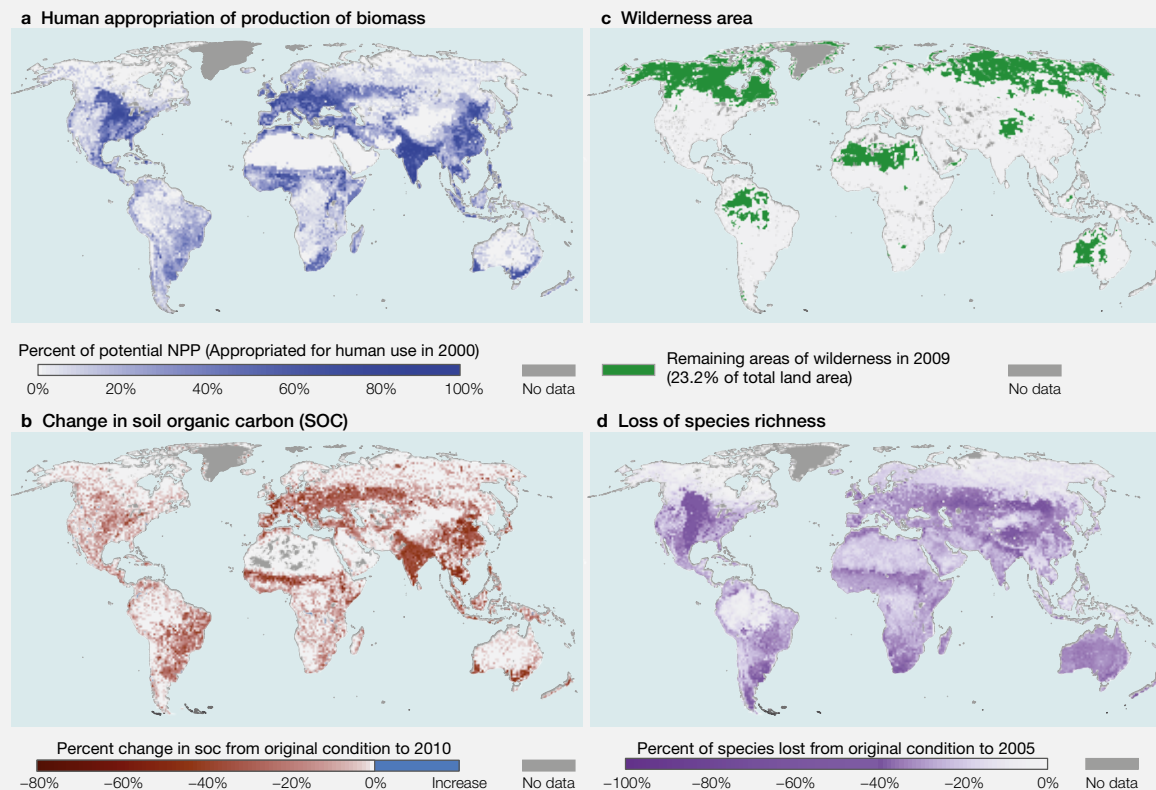 a Human appropriation of production of biomass
Percent of potential NPP (Appropriated for human use in 2000)
0% 20% 40% 60% 80% 100%
No data
c Wilderness area
Remaining areas of wilderness in 2009
(23.2% of total land area)
No data
b Change in soil organic carbon (SOC)
Percent change in soc from original condition to 2010
−80% −60% −40% −20% 0% Increase
No data
d Loss of species richness
Percent of species lost from original condition to 2005
−100% −80% −60% −40% −20% 0%
No data